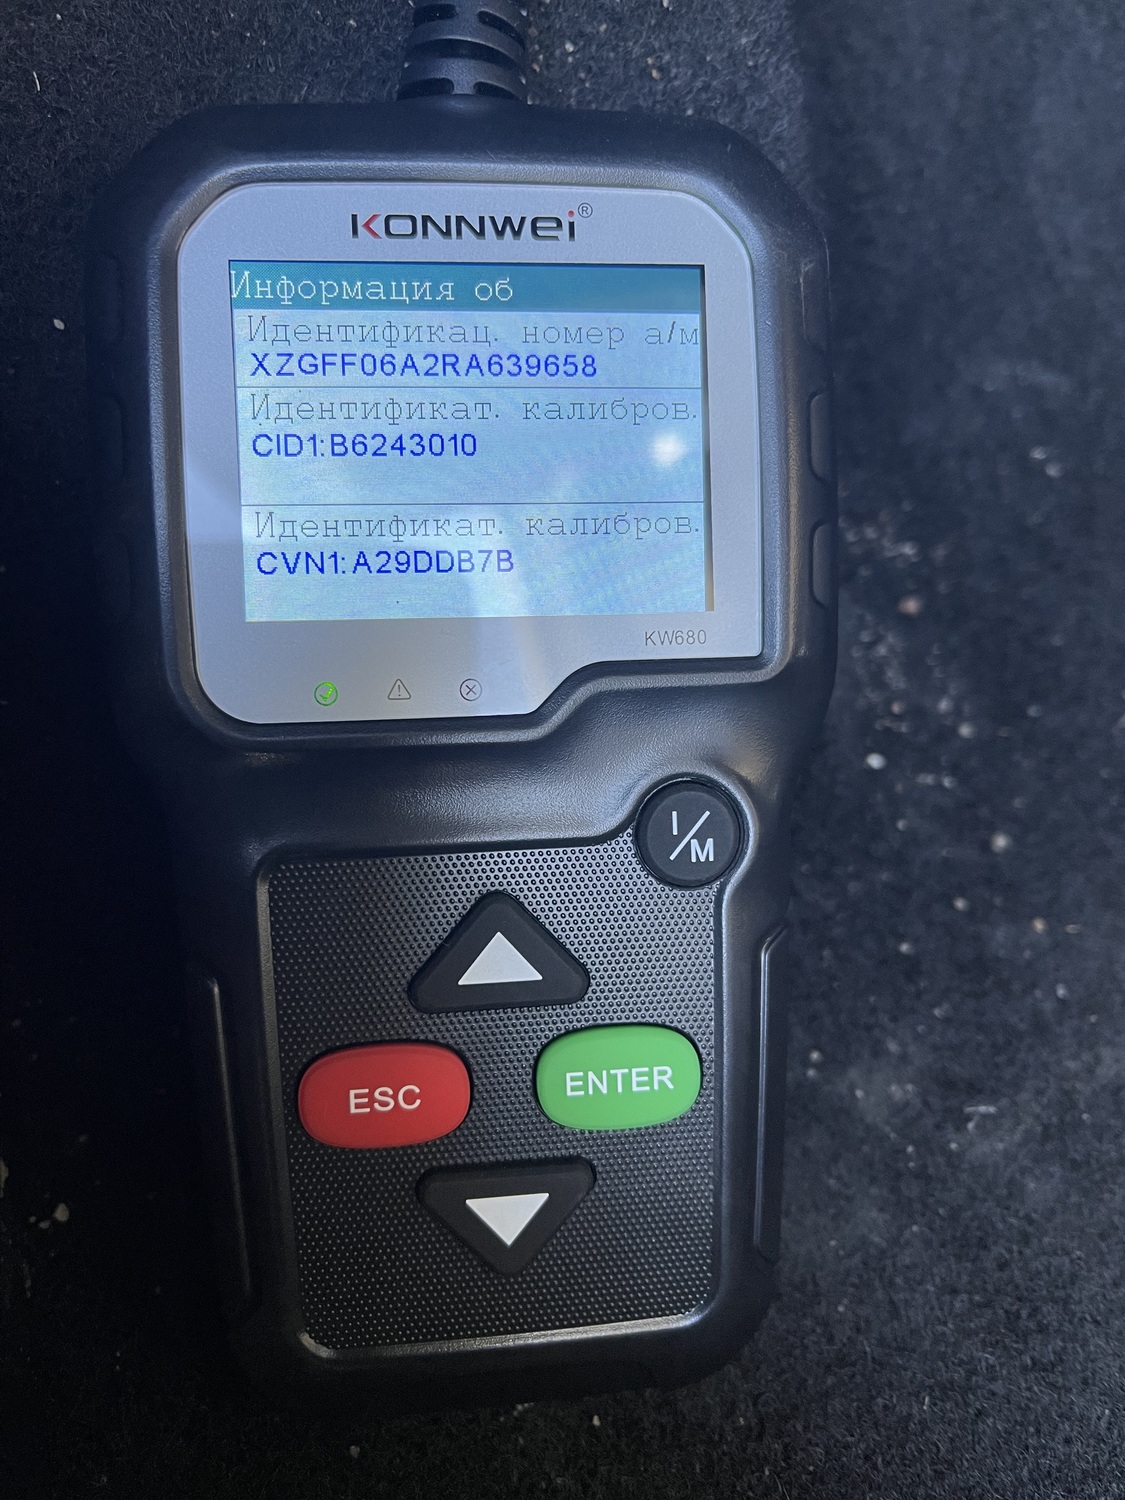 KONNWEI®
Информация об
Идентификац. номер а/м
XZGFF06A2RA639658
Идентификат. калибров.
CID1:B6243010
Идентификат. калибров.
CVN1:A29DDB7B
KW680
I/M
ESC
ENTER